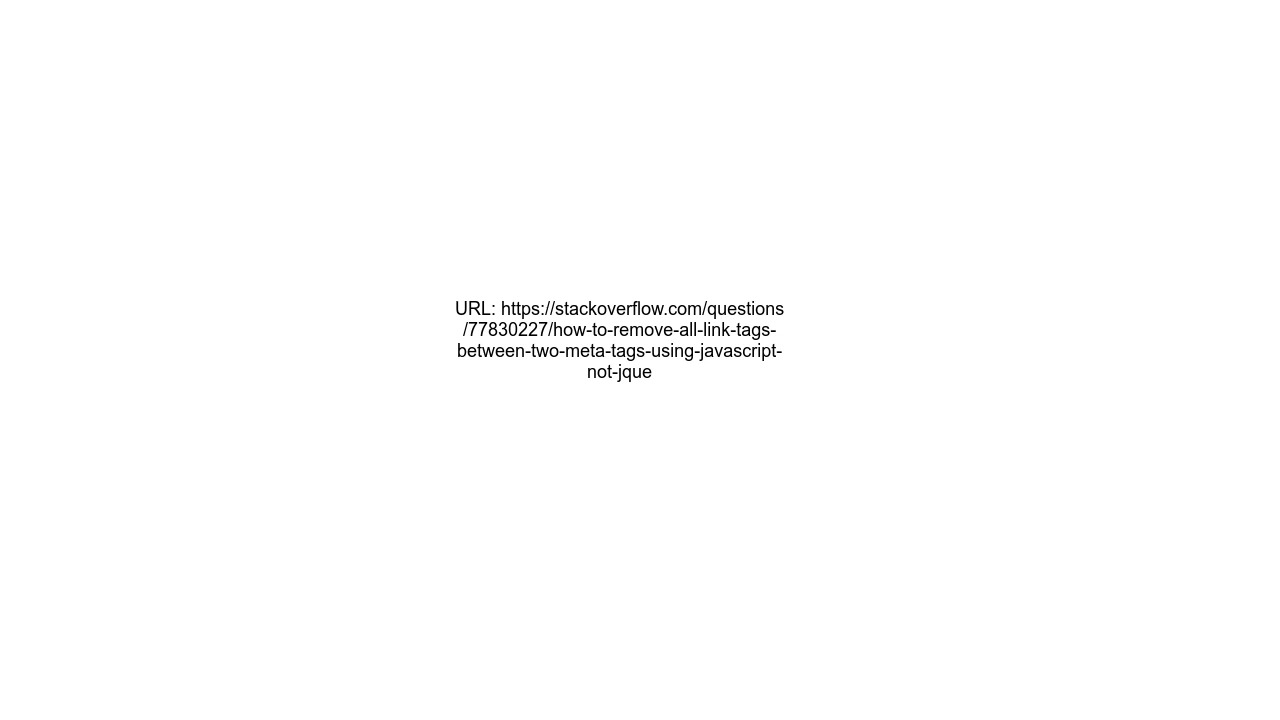 URL: https://stackoverflow.com/questions
/77830227/how-to-remove-all-link-tags-
between-two-meta-tags-using-javascript-
not-jque